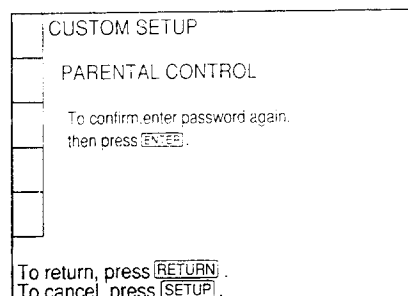 CUSTOM SETUP
PARENTAL CONTROL
To confirm,enter password again,
then press ENTER.
To return, press RETURN .
To cancel, press SETUP .